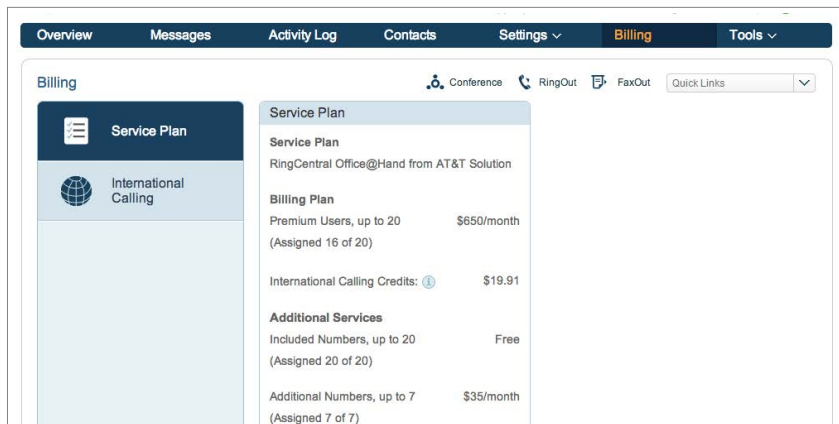 Overview Messages Activity Log Contacts Settings Billing Tools
Billing
Conference RingOut FaxOut Quick Links
Service Plan
International
Calling
Service Plan
Service Plan
RingCentral Office@Hand from AT&T Solution
Billing Plan
Premium Users, up to 20 $650/month
(Assigned 16 of 20)
International Calling Credits: $19.91
Additional Services
Included Numbers, up to 20 Free
(Assigned 20 of 20)
Additional Numbers, up to 7 $35/month
(Assigned 7 of 7)